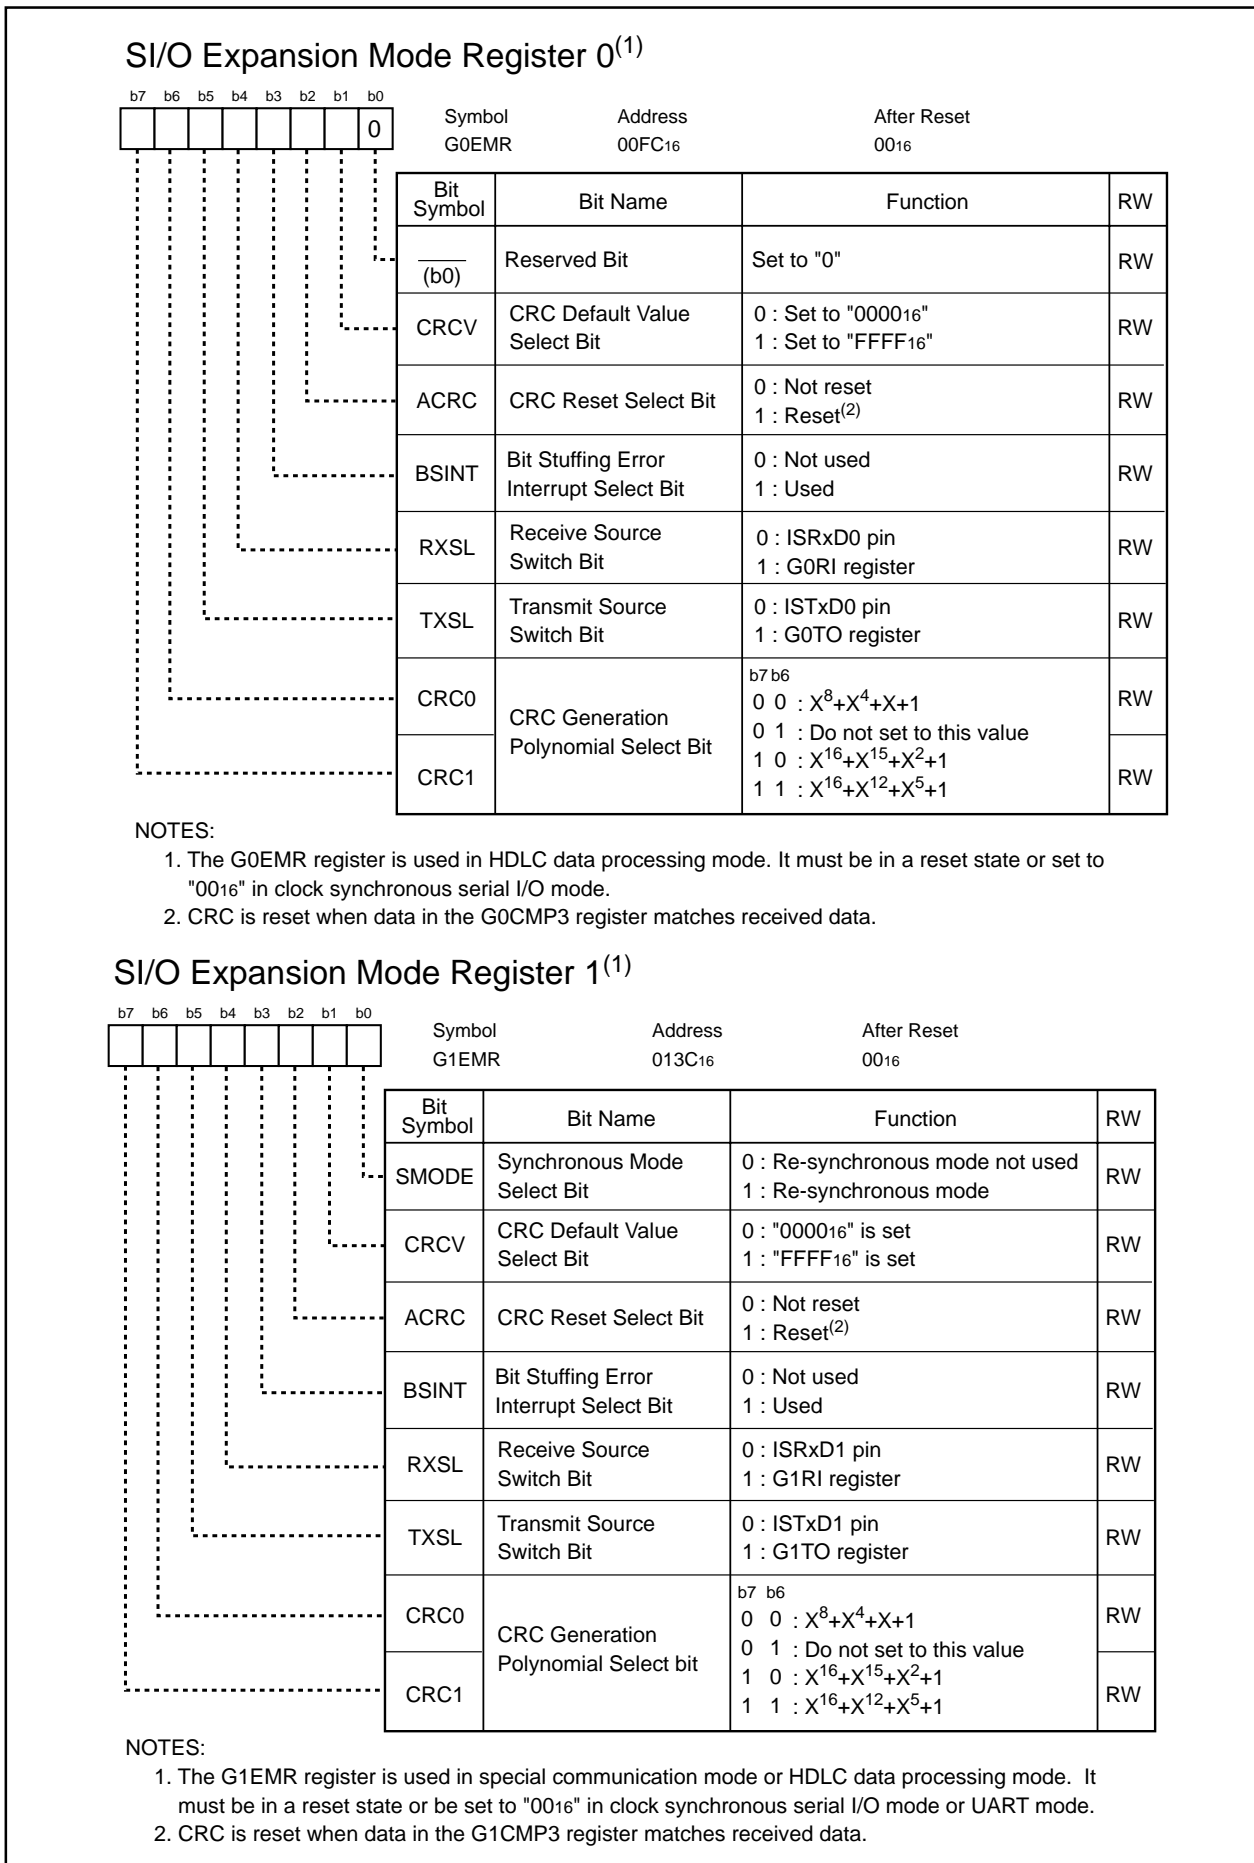 SI/O Expansion Mode Register 0(1)
b7 b6 b5 b4 b3 b2 b1 b0
0
Symbol Address After Reset
G0EMR 00FC16 0016
Bit Symbol Bit Name Function RW
(b0) Reserved Bit Set to "0" RW
CRCV CRC Default Value Select Bit 0 : Set to "000016" RW
1 : Set to "FFFF16"
ACRC CRC Reset Select Bit 0 : Not reset RW
1 : Reset(2)
BSINT Bit Stuffing Error Interrupt Select Bit 0 : Not used RW
1 : Used
RXSL Receive Source Switch Bit 0 : ISRxD0 pin RW
1 : G0RI register
TXSL Transmit Source Switch Bit 0 : ISTxD0 pin RW
1 : G0TO register
CRC0 CRC Generation Polynomial Select Bit b7 b6 RW
0 0 : X8+X4+X+1
0 1 : Do not set to this value
CRC1 1 0 : X16+X15+X2+1 RW
1 1 : X16+X12+X5+1
NOTES:
1. The G0EMR register is used in HDLC data processing mode. It must be in a reset state or set to
"0016" in clock synchronous serial I/O mode.
2. CRC is reset when data in the G0CMP3 register matches received data.
SI/O Expansion Mode Register 1(1)
b7 b6 b5 b4 b3 b2 b1 b0
Symbol Address After Reset
G1EMR 013C16 0016
Bit Symbol Bit Name Function RW
SMODE Synchronous Mode Select Bit 0 : Re-synchronous mode not used RW
1 : Re-synchronous mode
CRCV CRC Default Value Select Bit 0 : "000016" is set RW
1 : "FFFF16" is set
ACRC CRC Reset Select Bit 0 : Not reset RW
1 : Reset(2)
BSINT Bit Stuffing Error Interrupt Select Bit 0 : Not used RW
1 : Used
RXSL Receive Source Switch Bit 0 : ISRxD1 pin RW
1 : G1RI register
TXSL Transmit Source Switch Bit 0 : ISTxD1 pin RW
1 : G1TO register
CRC0 CRC Generation Polynomial Select bit b7 b6 RW
0 0 : X8+X4+X+1
0 1 : Do not set to this value
CRC1 1 0 : X16+X15+X2+1 RW
1 1 : X16+X12+X5+1
NOTES:
1. The G1EMR register is used in special communication mode or HDLC data processing mode. It
must be in a reset state or be set to "0016" in clock synchronous serial I/O mode or UART mode.
2. CRC is reset when data in the G1CMP3 register matches received data.